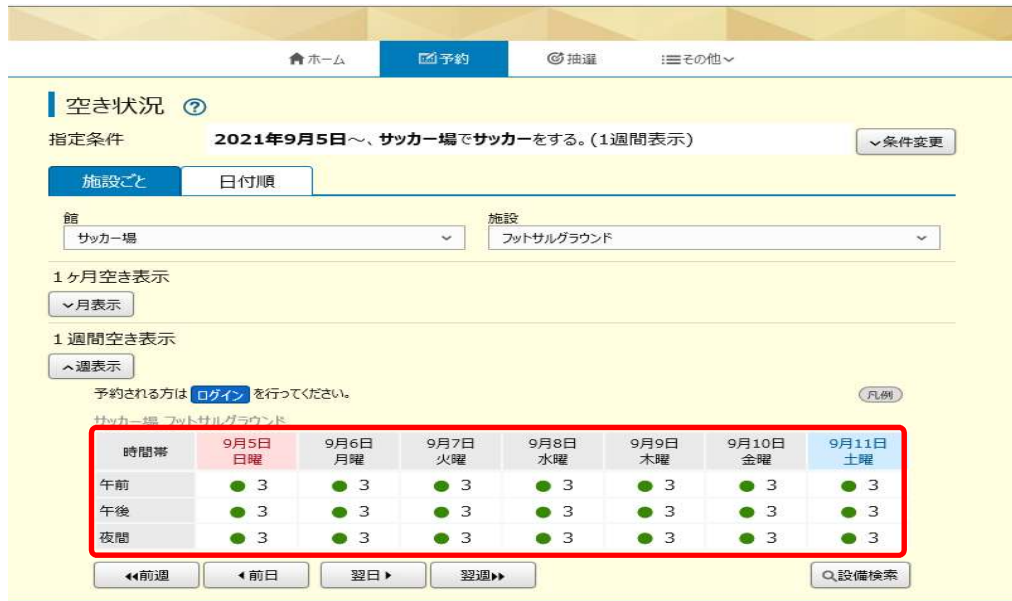 ホーム 予約 抽選 その他
空き状況 ?
指定条件 2021年9月5日～、サッカー場でサッカーをする。(1週間表示) 条件変更
施設ごと 日付順
館 施設
サッカー場 フットサルグラウンド
1ヶ月空き表示
月表示
1週間空き表示
週表示
予約される方は ログイン を行ってください。 凡例
サッカー場 フットサルグラウンド
時間帯 9月5日 9月6日 9月7日 9月8日 9月9日 9月10日 9月11日
日曜 月曜 火曜 水曜 木曜 金曜 土曜
午前 3 3 3 3 3 3 3
午後 3 3 3 3 3 3 3
夜間 3 3 3 3 3 3 3
前週 前日 翌日 翌週 設備検索